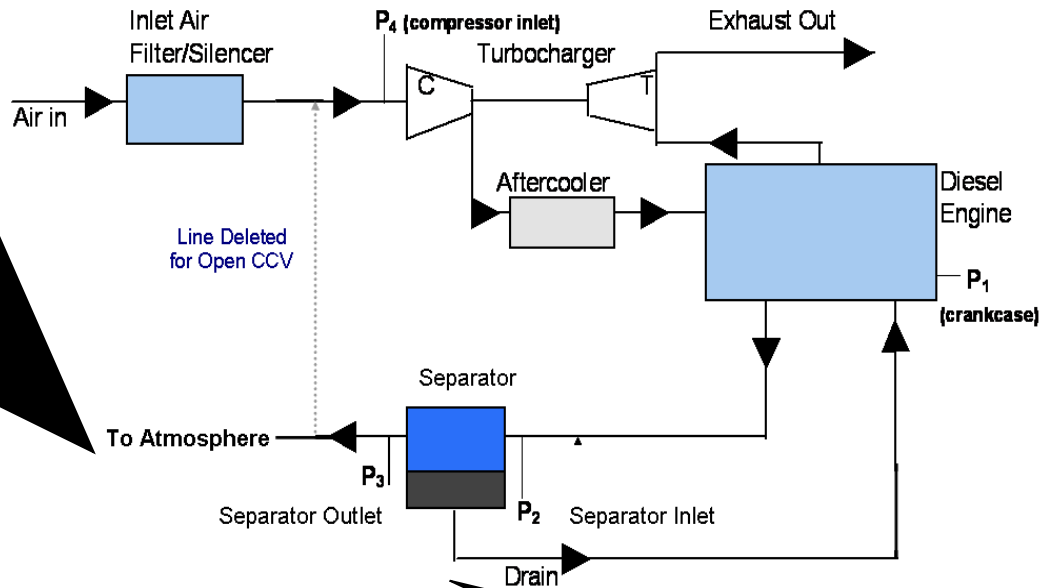 Inlet Air
Filter/Silencer
P4 (compressor inlet)
Turbocharger
Exhaust Out
C
T
Air in
Aftercooler
Diesel
Engine
Line Deleted
for Open CCV
P1
(crankcase)
Separator
To Atmosphere
P3
P2
Separator Outlet
Separator Inlet
Drain